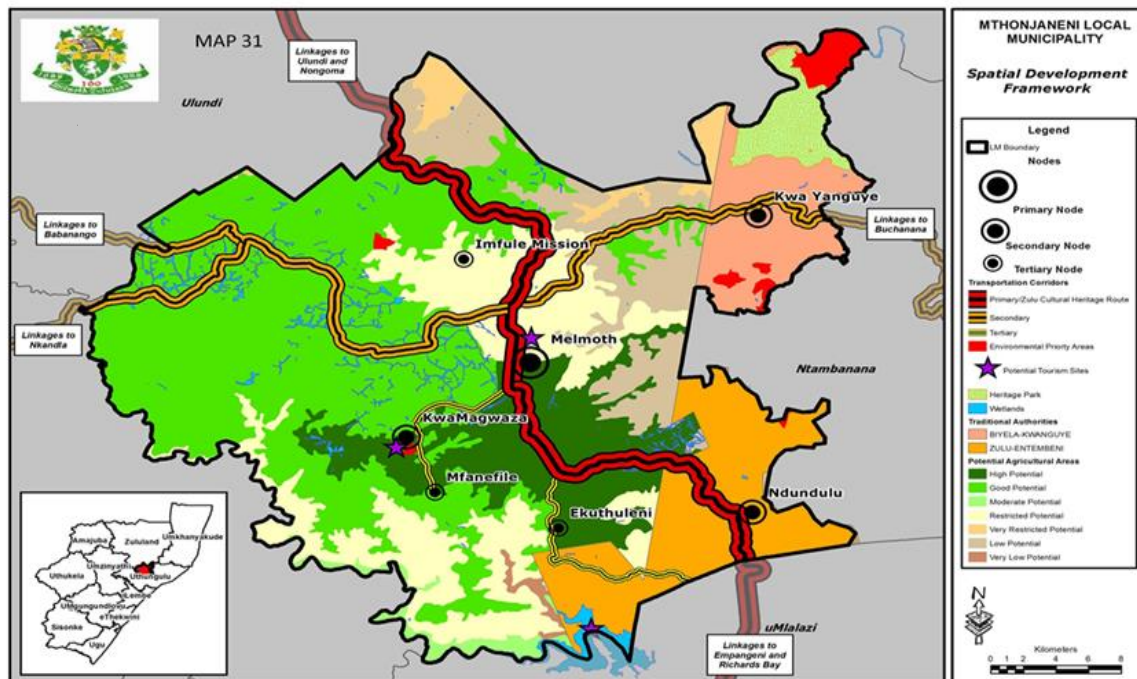 MAP 31
Linkages to
Ulundi and
Nongoma
Ulundi
Kwa Yanguye
Linkages to
Babanango
Linkages to
Buchanana
Imfule Mission
Linkages to
Nkandla
Melmoth
Ntambanana
KwaMagwaza
Mfanefile
Ndundulu
Ekuthuleni
uMlalazi
Linkages to
Empangeni and
Richards Bay
Amajuba
Zululand
Umkhanyakude
Umzinyathi
Uthukela
Uthungulu
UMgungundlovu
iLembe
eThekwini
Sisonke
Ugu
MTHONJANENI LOCAL
MUNICIPALITY
Spatial Development
Framework
Legend
LM Boundary
Nodes
Primary Node
Secondary Node
Tertiary Node
Transportation Corridors
Primary/Zulu Cultural Heritage Route
Secondary
Tertiary
Environmental Priorty Areas
Potential Tourism Sites
Heritage Park
Wetlands
Traditional Authorities
BIYELA-KWANGUYE
ZULU-ENTEMBENI
Potential Agricultural Areas
High Potential
Good Potential
Moderate Potential
Restricted Potential
Very Restricted Potential
Low Potential
Very Low Potential
N
Kilometers
0 1 2 4 6 8